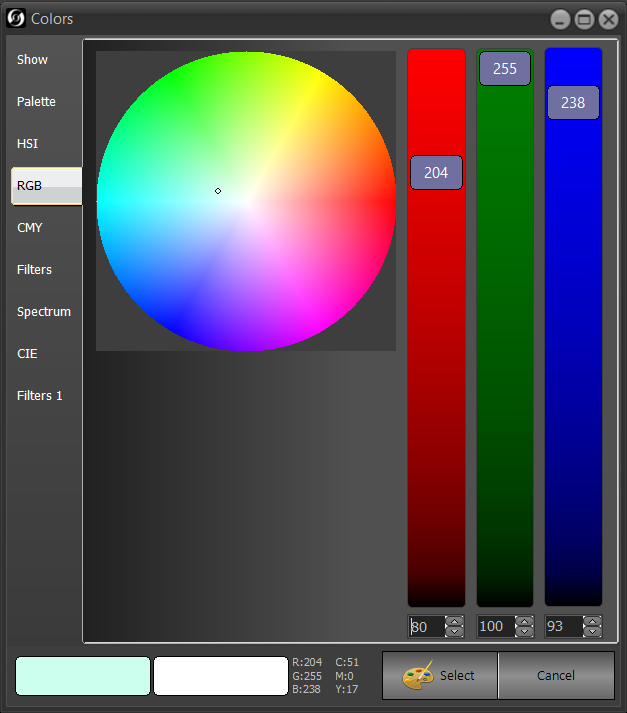 Colors
Show
Palette
HSI
RGB
CMY
Filters
Spectrum
CIE
Filters 1
204
255
238
80
100
93
R:204 C:51
G:255 M:0
B:238 Y:17
Select
Cancel